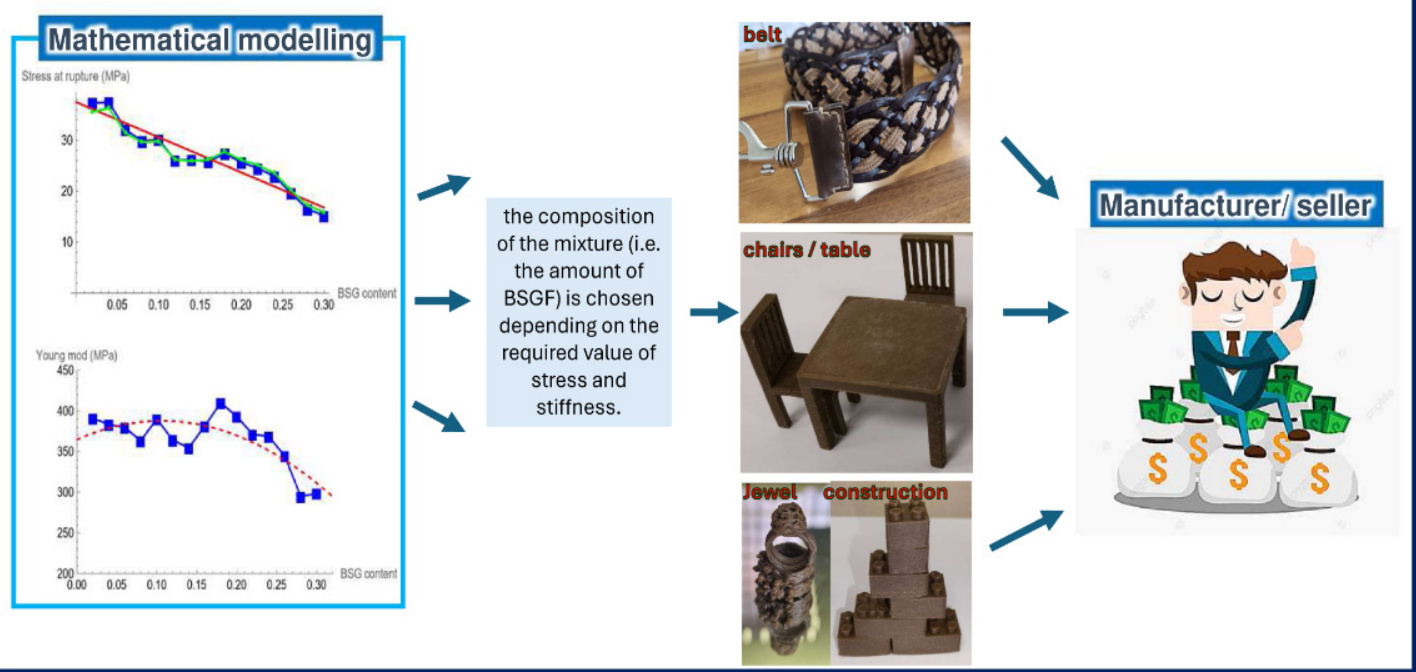 Mathematical modelling
Stress at rupture (MPa)
30
20
10
0.05 0.10 0.15 0.20 0.25 0.30
BSG content
Young mod (MPa)
450
400
350
300
250
200
0.00 0.05 0.10 0.15 0.20 0.25 0.30
BSG content
the composition
of the mixture (i.e.
the amount of
BSGF) is chosen
depending on the
required value of
stress and
stiffness.
belt
chairs / table
Jewel construction
Manufacturer/ seller
$ $ $ $ $